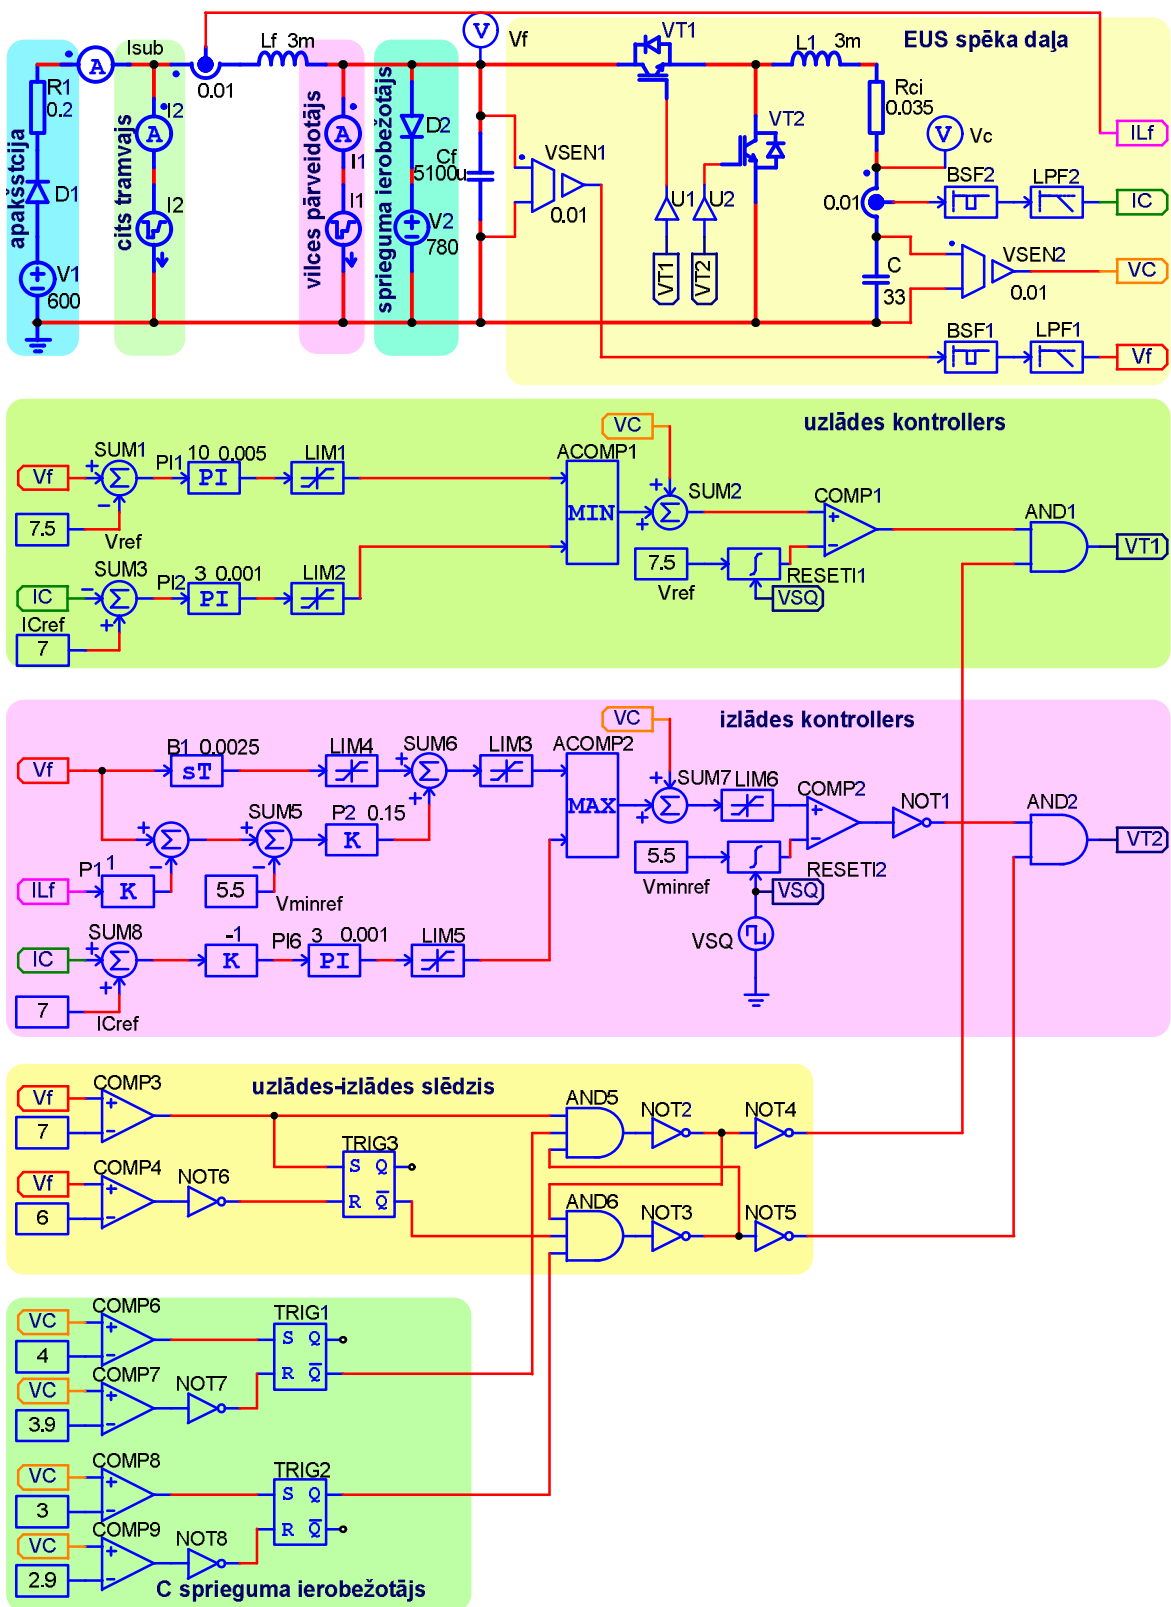 Isub
Lf 3m
Vf
VT1
L1 3m
EUS spēka daļa
A
V
R1
0.2
I2
A
0.01
A
I1
D2
Cf
5100u
VSEN1
0.01
VT2
Rci
0.035
V Vc
ILf
D1
I2
I1
V2
780
U1 U2
0.01
BSF2 LPF2
IC
V1
600
VT1 VT2
C
33
VSEN2
0.01
VC
BSF1 LPF1
Vf
apakšstcija
cits tramvajs
vilces pārveidotājs
sprieguma ierobežotājs
uzlādes kontrollers
VC
SUM1
PI1 10 0.005
LIM1
ACOMP1
Vf
Σ
PI
MIN
Σ
SUM2
COMP1
AND1
7.5
Vref
7.5
Vref
∫
RESETI1
VSQ
VT1
SUM3
PI2 3 0.001
LIM2
IC
Σ
PI
ICref
7
izlādes kontrollers
VC
B1 0.0025
LIM4
SUM6
LIM3
ACOMP2
Vf
sT
Σ
MAX
Σ
SUM7
LIM6
COMP2
NOT1
AND2
Σ
SUM5
Σ
P2 0.15
K
5.5
Vminref
∫
RESETI2
VSQ
VT2
P1 1
ILf
K
5.5
Vminref
VSQ
SUM8
-1
PI6 3 0.001
LIM5
IC
Σ
K
PI
7
ICref
uzlādes-izlādes slēdzis
COMP3
Vf
7
AND5
NOT2
NOT4
TRIG3
S Q
R Q̅
COMP4
Vf
6
NOT6
AND6
NOT3
NOT5
COMP6
VC
4
TRIG1
S Q
R Q̅
COMP7
VC
3.9
NOT7
COMP8
VC
3
TRIG2
S Q
R Q̅
COMP9
VC
2.9
NOT8
C sprieguma ierobežotājs